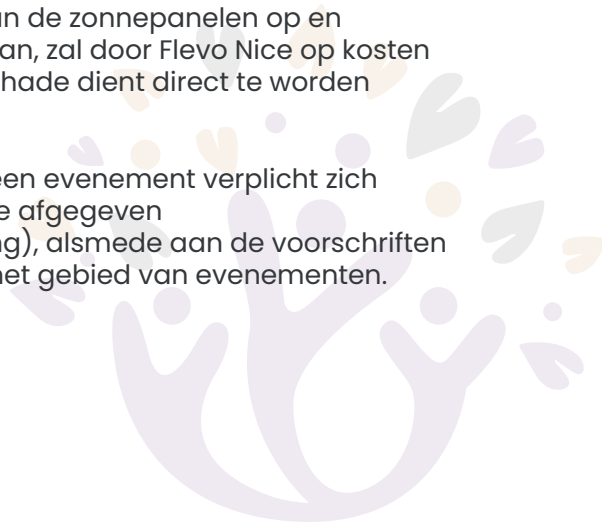 an de zonnepanelen op en
an, zal door Flevo Nice op kosten
hade dient direct te worden
een evenement verplicht zich
e afgegeven
ng), alsmede aan de voorschriften
het gebied van evenementen.